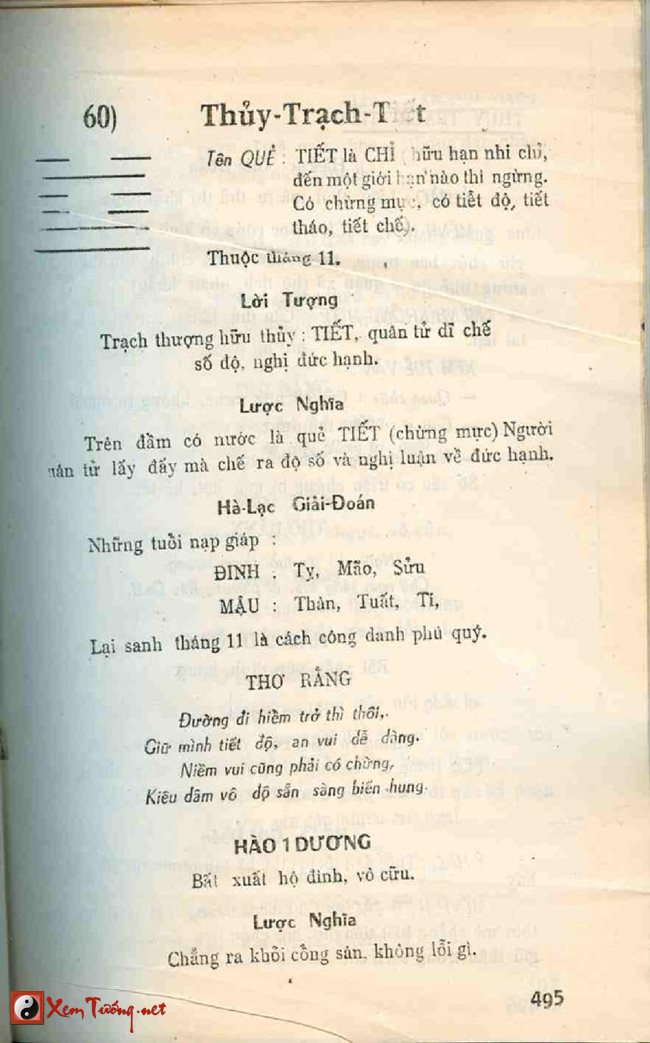 60)
Thủy-Trạch-Tiết
Tên QUẺ : TIẾT là CHỈ hữu hạn nhi chỉ,
đến một giới hạn nào thì ngừng.
Có chừng mực, có tiết độ, tiết
tháo, tiết chế).
Thuộc tháng 11.
Lời Tượng
Trạch thượng hữu thủy : TIẾT, quân tử dĩ chế
số độ, nghị đức hạnh.
Lược Nghĩa
Trên đầm có nước là quẻ TIẾT (chừng mực) Người
quân tử lấy đấy mà chế ra độ số và nghị luận về đức hạnh.
Hà-Lạc Giải-Đoán
Những tuổi nạp giáp :
ĐINH : Tỵ, Mão, Sửu
MẬU : Thân, Tuất, Tí,
Lại sanh tháng 11 là cách công danh phú quý.
THƠ RẰNG
Đường đi hiểm trở thì thôi,
Giữ mình tiết độ, an vui dễ dàng.
Niềm vui cũng phải có chừng,
Kiêu dâm vô độ sẵn sàng biến hung.
HÀO 1 DƯƠNG
Bất xuất hộ đình, vô cữu.
Lược Nghĩa
Chẳng ra khỏi cổng sân, không lỗi gì.
495
XemTướng.net